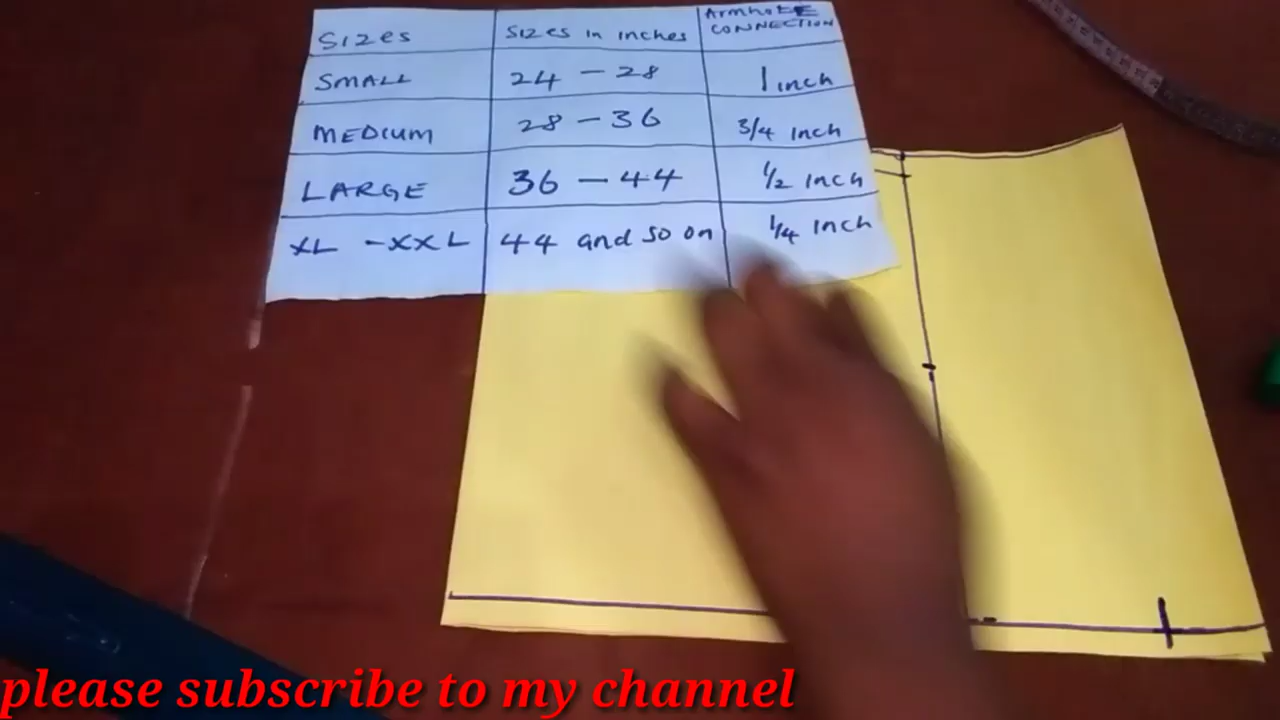 SIZES SIZES IN INCHES ARMHOLE CONNECTION
SMALL 24 - 28 1 inch
MEDIUM 28 - 36 3/4 INCH
LARGE 36 - 44 1/2 INCH
XL - XXL 44 and so on 1/4 INCH
please subscribe to my channel